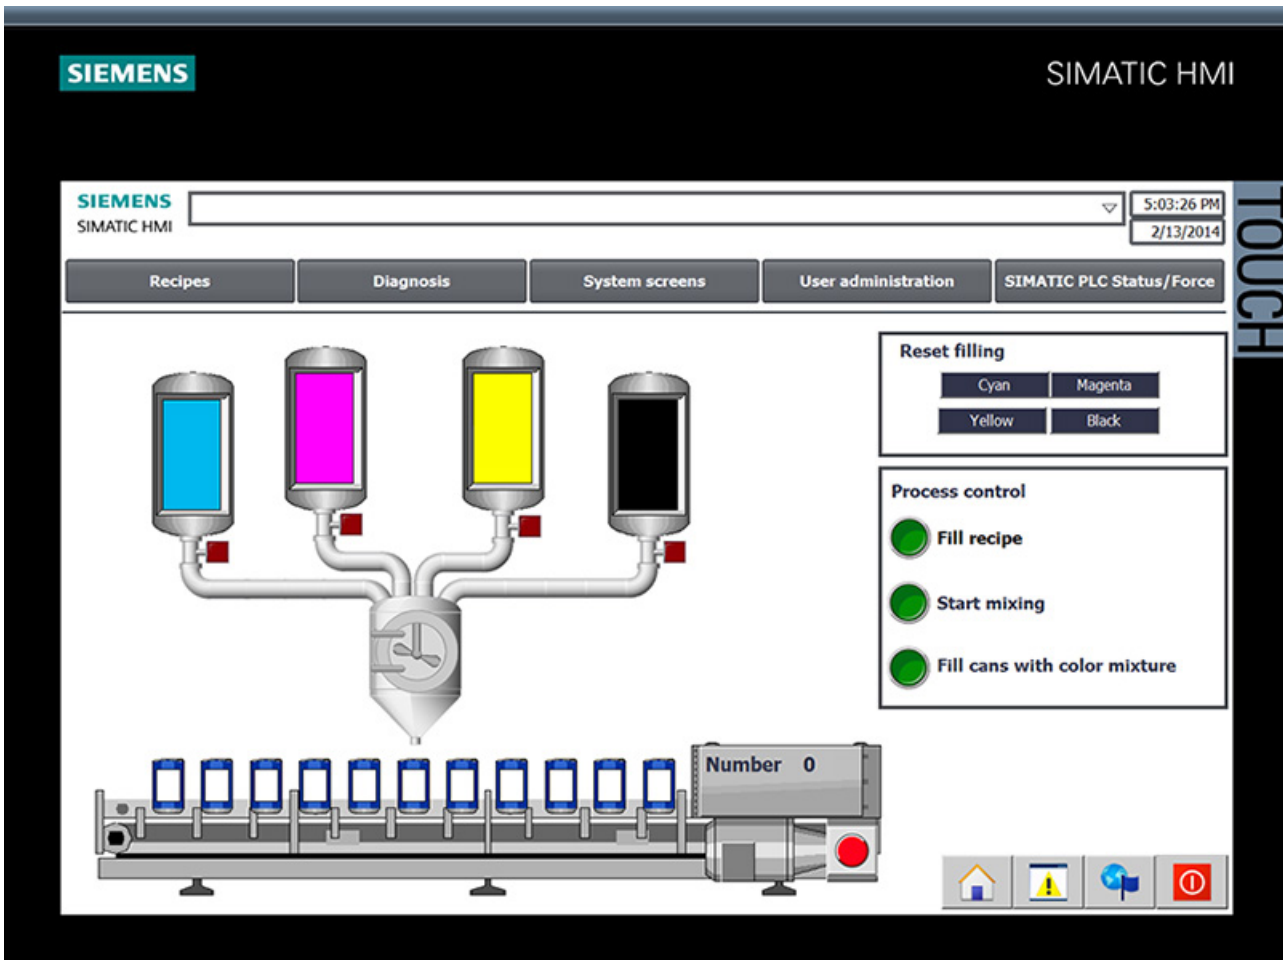 SIEMENS
SIMATIC HMI
SIEMENS
SIMATIC HMI
5:03:26 PM
2/13/2014
TOUCH
Recipes
Diagnosis
System screens
User administration
SIMATIC PLC Status/Force
Reset filling
Cyan
Magenta
Yellow
Black
Process control
Fill recipe
Start mixing
Fill cans with color mixture
Number 0